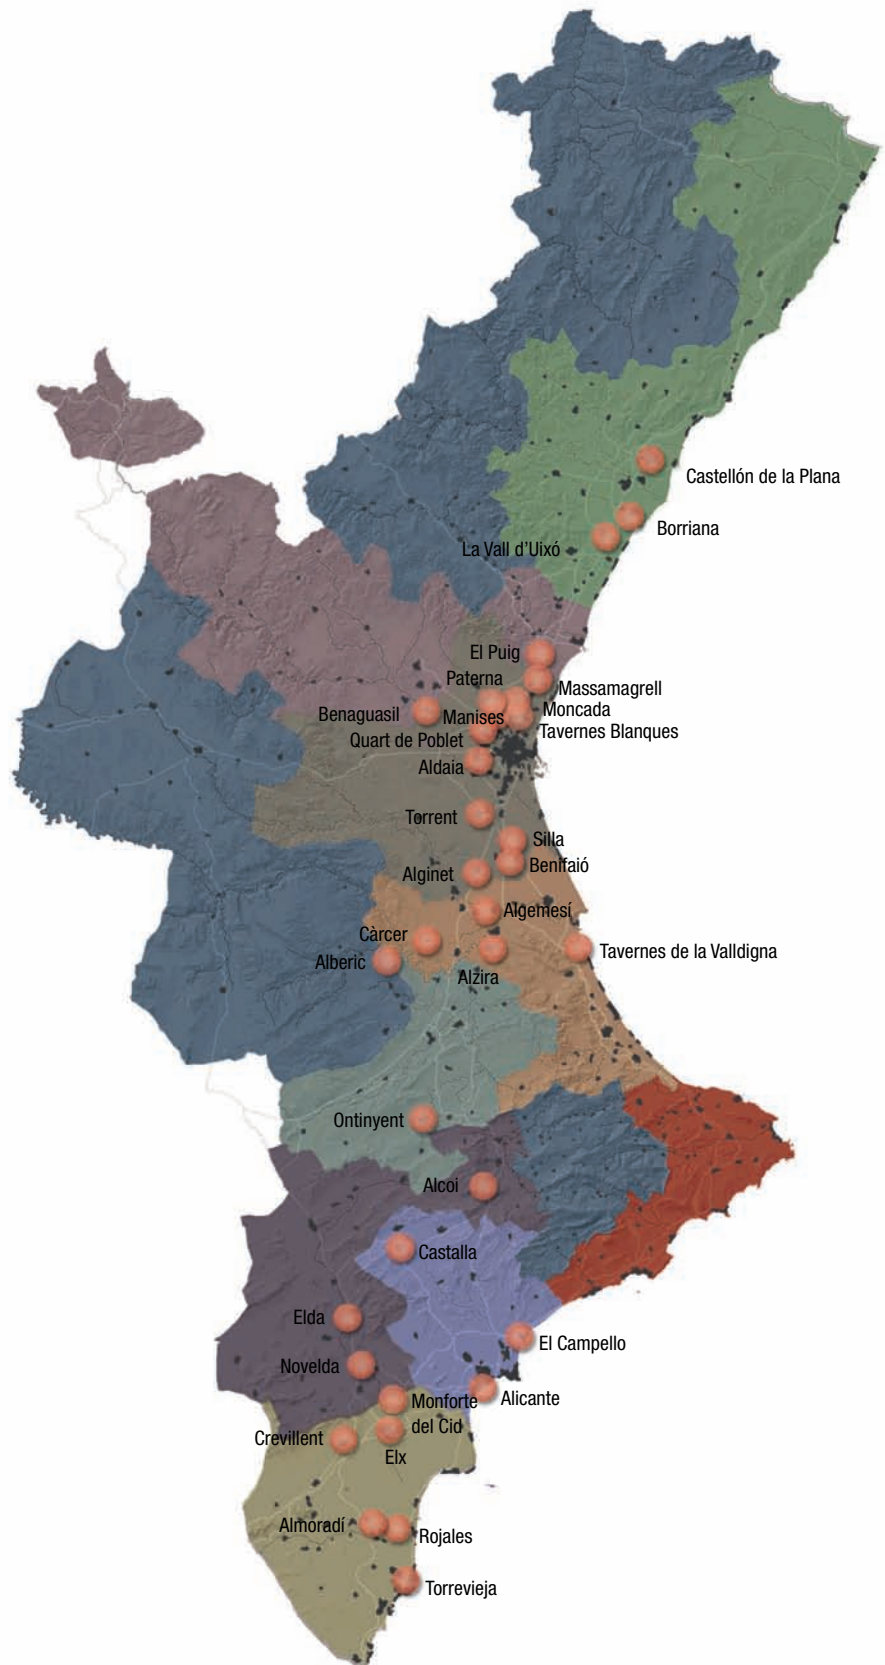 Castellón de la Plana
Borriana
La Vall d'Uixó
El Puig
Paterna
Massamagrell
Moncada
Benaguasil
Manises
Tavernes Blanques
Quart de Poblet
Aldaia
Torrent
Silla
Benifaió
Alginet
Algemesí
Càrcer
Tavernes de la Valldigna
Alberic
Alzira
Ontinyent
Alcoi
Castalla
Elda
El Campello
Novelda
Alicante
Monforte
del Cid
Crevillent
Elx
Almoradí
Rojales
Torrevieja